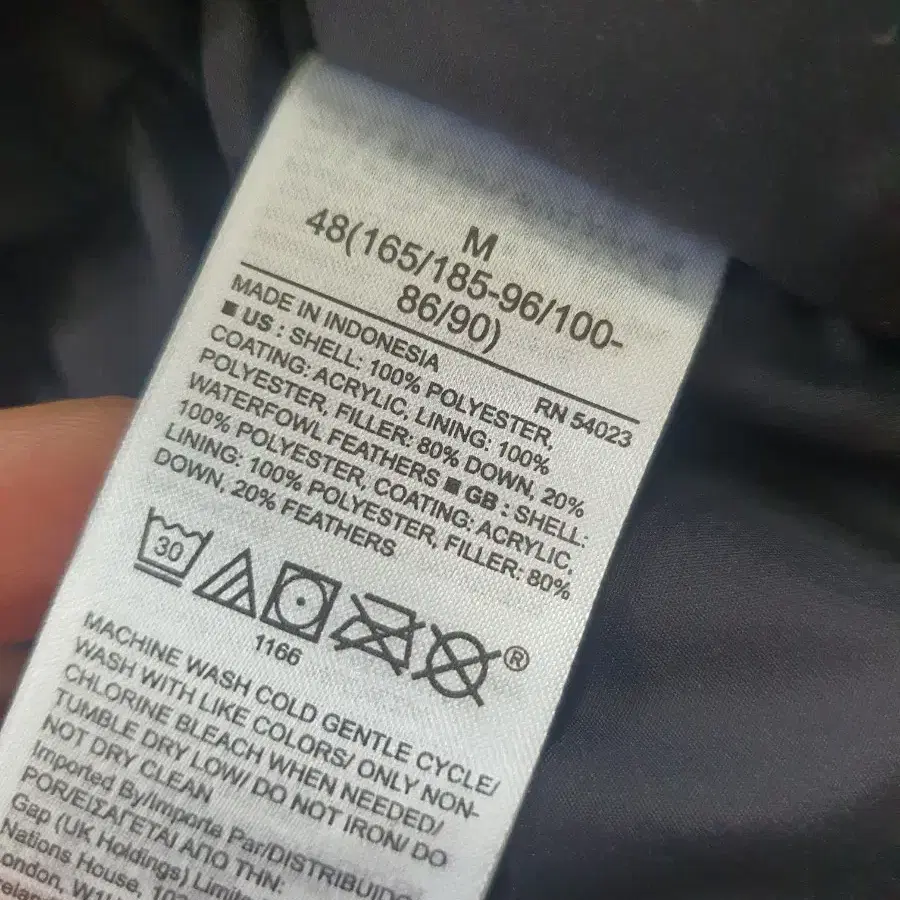 M
48(165/185-96/100-
86/90)
MADE IN INDONESIA
RN 54023
■ US : SHELL: 100% POLYESTER,
COATING: ACRYLIC, LINING: 100%
POLYESTER, FILLER: 80% DOWN, 20%
WATERFOWL FEATHERS ■ GB : SHELL:
100% POLYESTER, COATING: ACRYLIC,
LINING: 100% POLYESTER, FILLER: 80%
DOWN, 20% FEATHERS
30
®
1166
MACHINE WASH COLD GENTLE CYCLE/
WASH WITH LIKE COLORS/ ONLY NON-
CHLORINE BLEACH WHEN NEEDED/
TUMBLE DRY LOW/ DO NOT IRON/ DO
NOT DRY CLEAN
Imported By/Importe Par/DISTRIBUIDO
POR/ΕΙΣΑΓΕΤΑΙ ΑΠΟ ΤΗΝ:
Gap (UK Holdings)
Nations House,